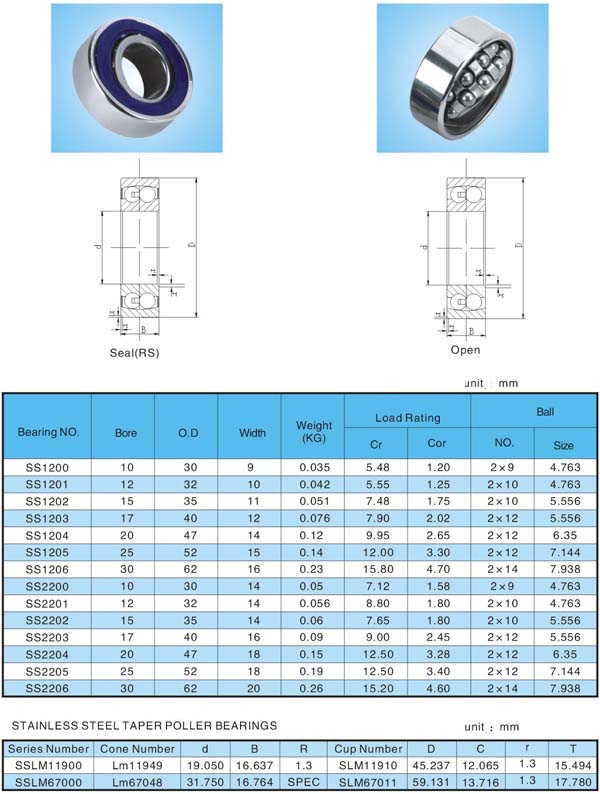 d
D
r
r
B
Seal(RS)
d
D
r
r
B
Open
unit : mm
Bearing NO. Bore O.D Width Weight (KG) Load Rating Ball
Cr Cor NO. Size
SS1200 10 30 9 0.035 5.48 1.20 2×9 4.763
SS1201 12 32 10 0.042 5.55 1.25 2×10 4.763
SS1202 15 35 11 0.051 7.48 1.75 2×10 5.556
SS1203 17 40 12 0.076 7.90 2.02 2×12 5.556
SS1204 20 47 14 0.12 9.95 2.65 2×12 6.35
SS1205 25 52 15 0.14 12.00 3.30 2×12 7.144
SS1206 30 62 16 0.23 15.80 4.70 2×14 7.938
SS2200 10 30 14 0.05 7.12 1.58 2×9 4.763
SS2201 12 32 14 0.056 8.80 1.80 2×10 4.763
SS2202 15 35 14 0.06 7.65 1.80 2×10 5.556
SS2203 17 40 16 0.09 9.00 2.45 2×12 5.556
SS2204 20 47 18 0.15 12.50 3.28 2×12 6.35
SS2205 25 52 18 0.19 12.50 3.40 2×12 7.144
SS2206 30 62 20 0.26 15.20 4.60 2×14 7.938
STAINLESS STEEL TAPER POLLER BEARINGS unit : mm
Series Number Cone Number d B R Cup Number D C r T
SSLM11900 Lm11949 19.050 16.637 1.3 SLM11910 45.237 12.065 1.3 15.494
SSLM67000 Lm67048 31.750 16.764 SPEC SLM67011 59.131 13.716 1.3 17.780